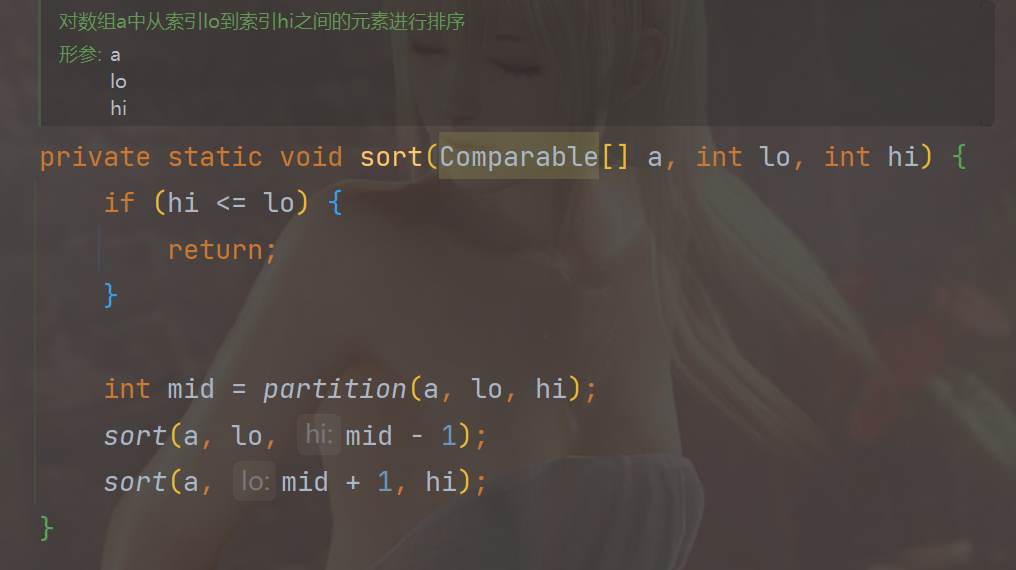 对数组a中从索引lo到索引hi之间的元素进行排序
形参: a
lo
hi
private static void sort(Comparable[] a, int lo, int hi) {
if (hi <= lo) {
return;
}
int mid = partition(a, lo, hi);
sort(a, lo, hi: mid - 1);
sort(a, lo: mid + 1, hi);
}